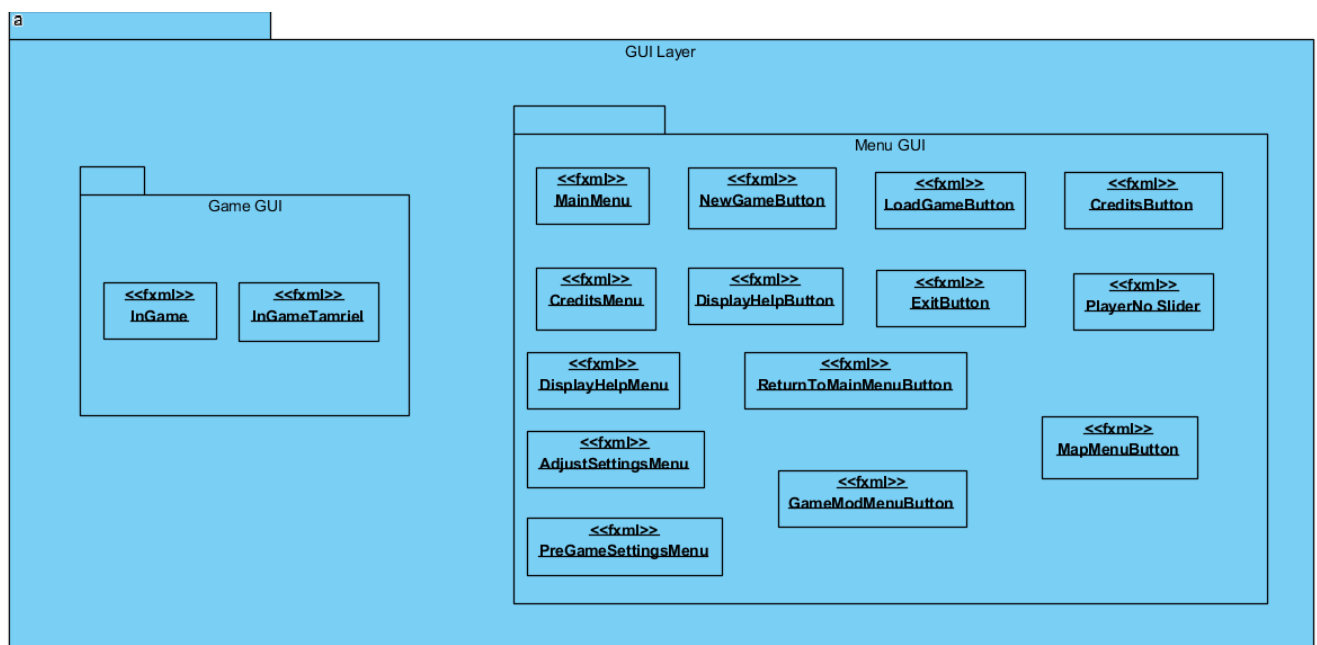 a
GUI Layer
Game GUI
<<fxml>>
InGame
<<fxml>>
InGameTamriel
Menu GUI
<<fxml>>
MainMenu
<<fxml>>
NewGameButton
<<fxml>>
LoadGameButton
<<fxml>>
CreditsButton
<<fxml>>
CreditsMenu
<<fxml>>
DisplayHelpButton
<<fxml>>
ExitButton
<<fxml>>
PlayerNo Slider
<<fxml>>
DisplayHelpMenu
<<fxml>>
ReturnToMainMenuButton
<<fxml>>
MapMenuButton
<<fxml>>
AdjustSettingsMenu
<<fxml>>
GameModMenuButton
<<fxml>>
PreGameSettingsMenu